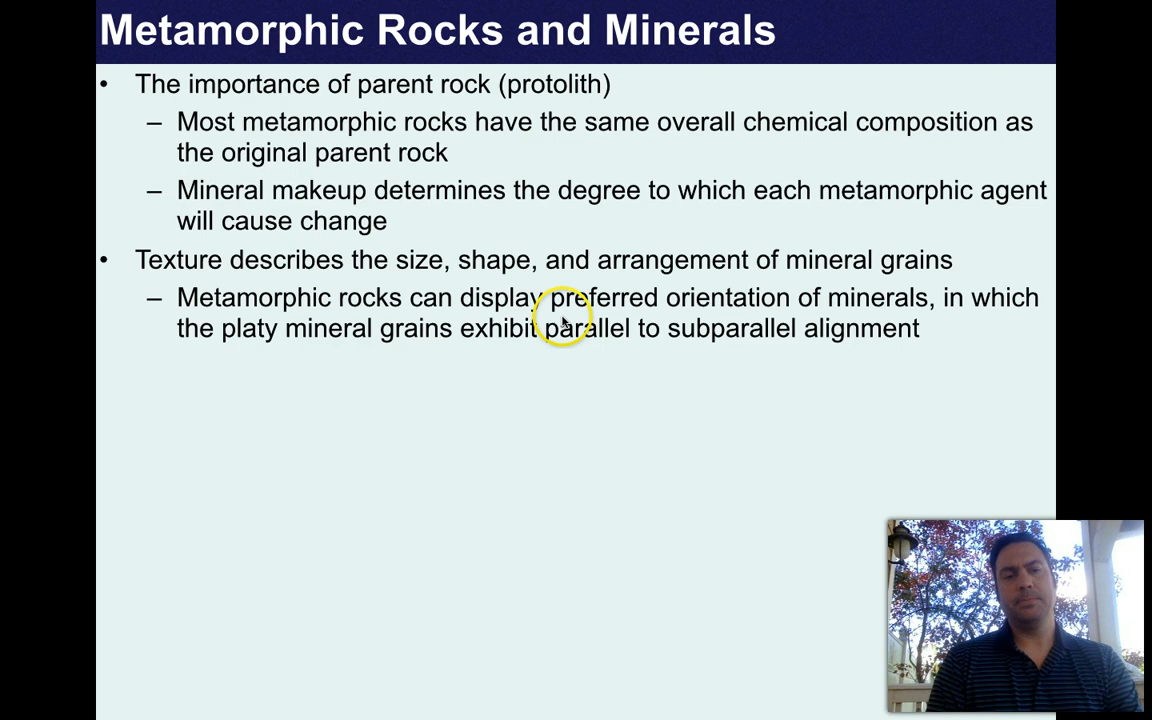 Metamorphic Rocks and Minerals
• The importance of parent rock (protolith)
– Most metamorphic rocks have the same overall chemical composition as
the original parent rock
– Mineral makeup determines the degree to which each metamorphic agent
will cause change
• Texture describes the size, shape, and arrangement of mineral grains
– Metamorphic rocks can display preferred orientation of minerals, in which
the platy mineral grains exhibit parallel to subparallel alignment